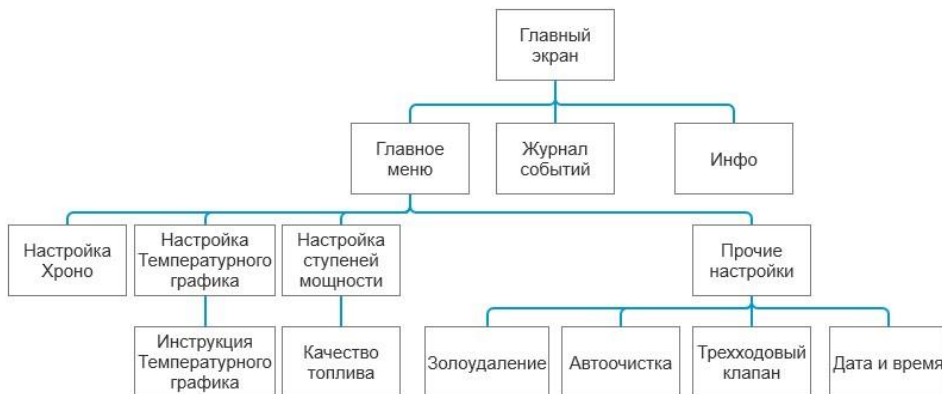 Главный
экран
Главное
меню
Журнал
событий
Инфо
Настройка
Хроно
Настройка
Температурного
графика
Настройка
ступеней
мощности
Прочие
настройки
Инструкция
Температурного
графика
Качество
топлива
Золоудаление
Автоочистка
Трехходовый
клапан
Дата и время